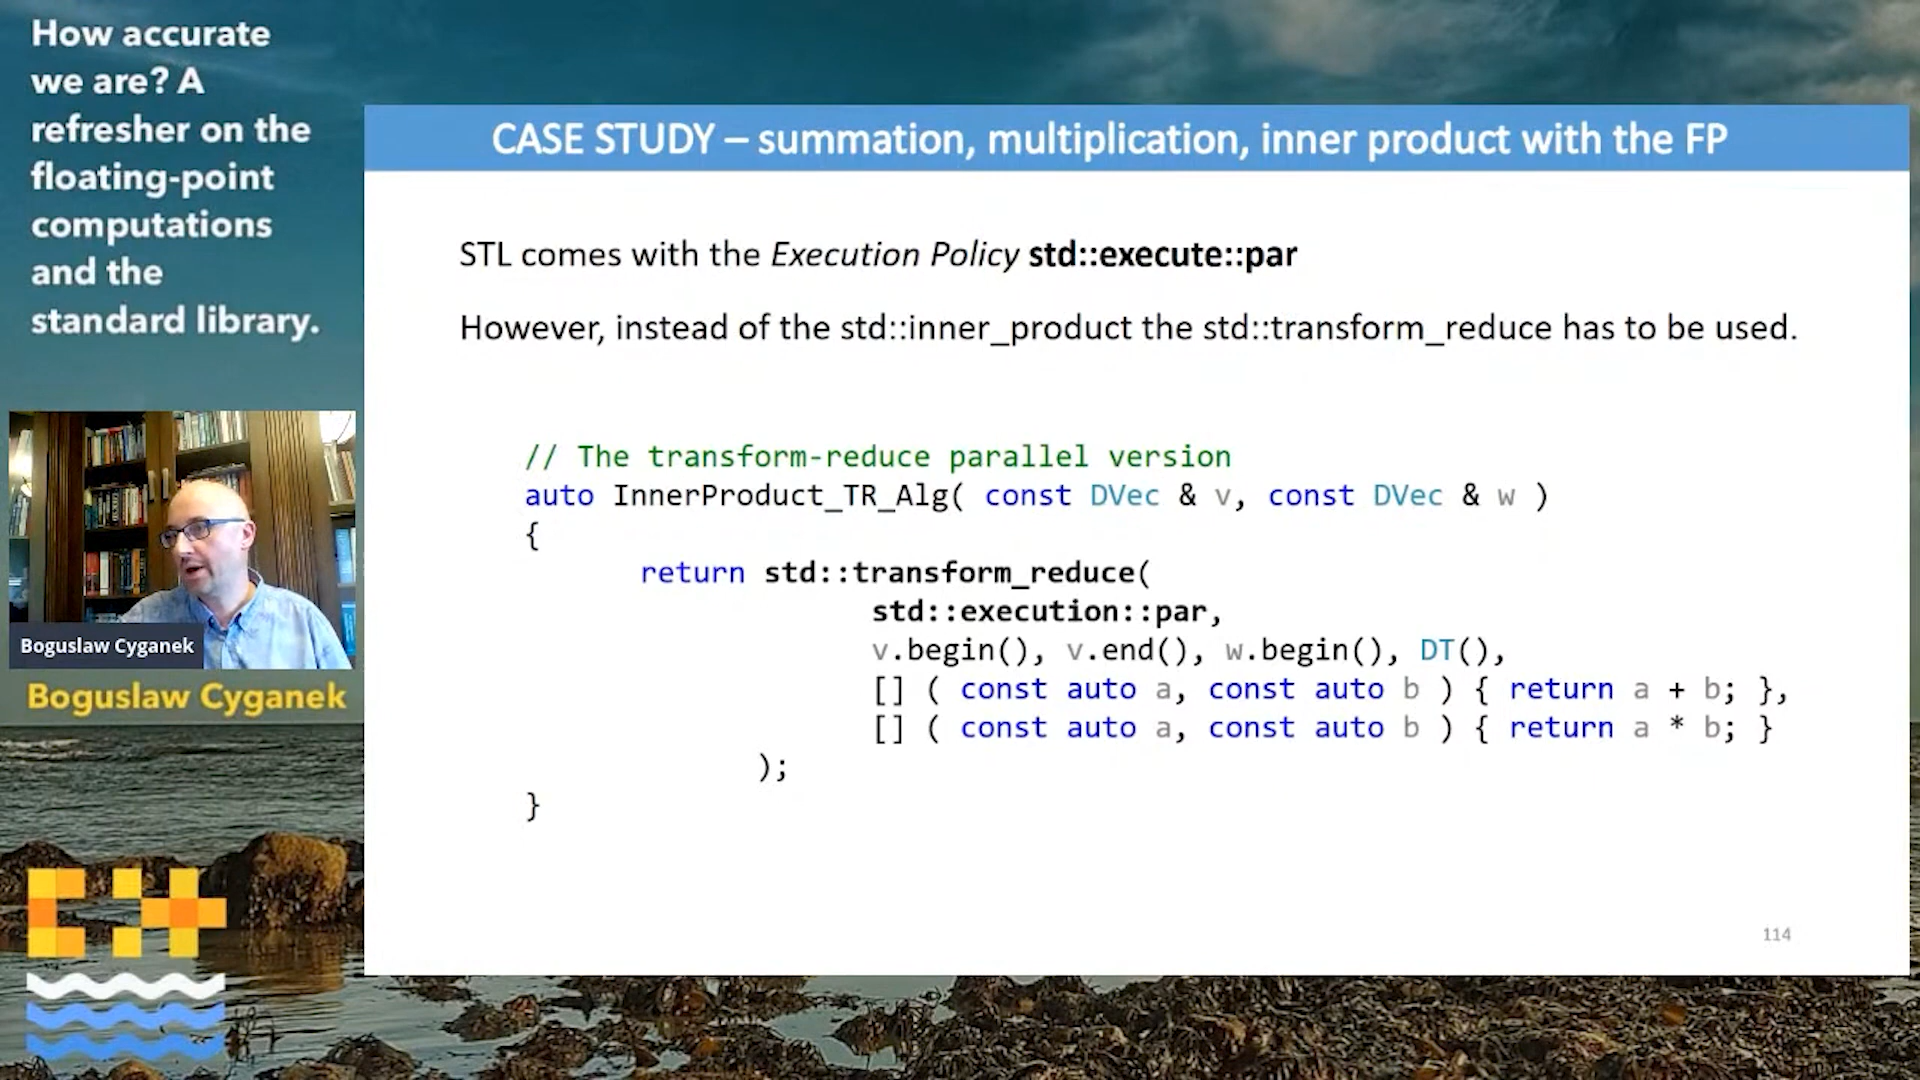 How accurate
we are? A
refresher on the
floating-point
computations
and the
standard library.
Boguslaw Cyganek
Boguslaw Cyganek
CASE STUDY – summation, multiplication, inner product with the FP
STL comes with the Execution Policy std::execute::par
However, instead of the std::inner_product the std::transform_reduce has to be used.
// The transform-reduce parallel version
auto InnerProduct_TR_Alg( const DVec & v, const DVec & w )
{
return std::transform_reduce(
std::execution::par,
v.begin(), v.end(), w.begin(), DT(),
[] ( const auto a, const auto b ) { return a + b; },
[] ( const auto a, const auto b ) { return a * b; }
);
}
114